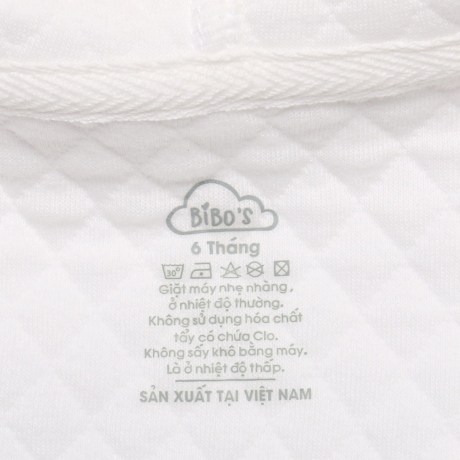 BiBO'S
6 Tháng
30°
Giặt máy nhẹ nhàng,
ở nhiệt độ thường.
Không sử dụng hóa chất
tẩy có chứa Clo.
Không sấy khô bằng máy.
Là ở nhiệt độ thấp.
SẢN XUẤT TẠI VIỆT NAM